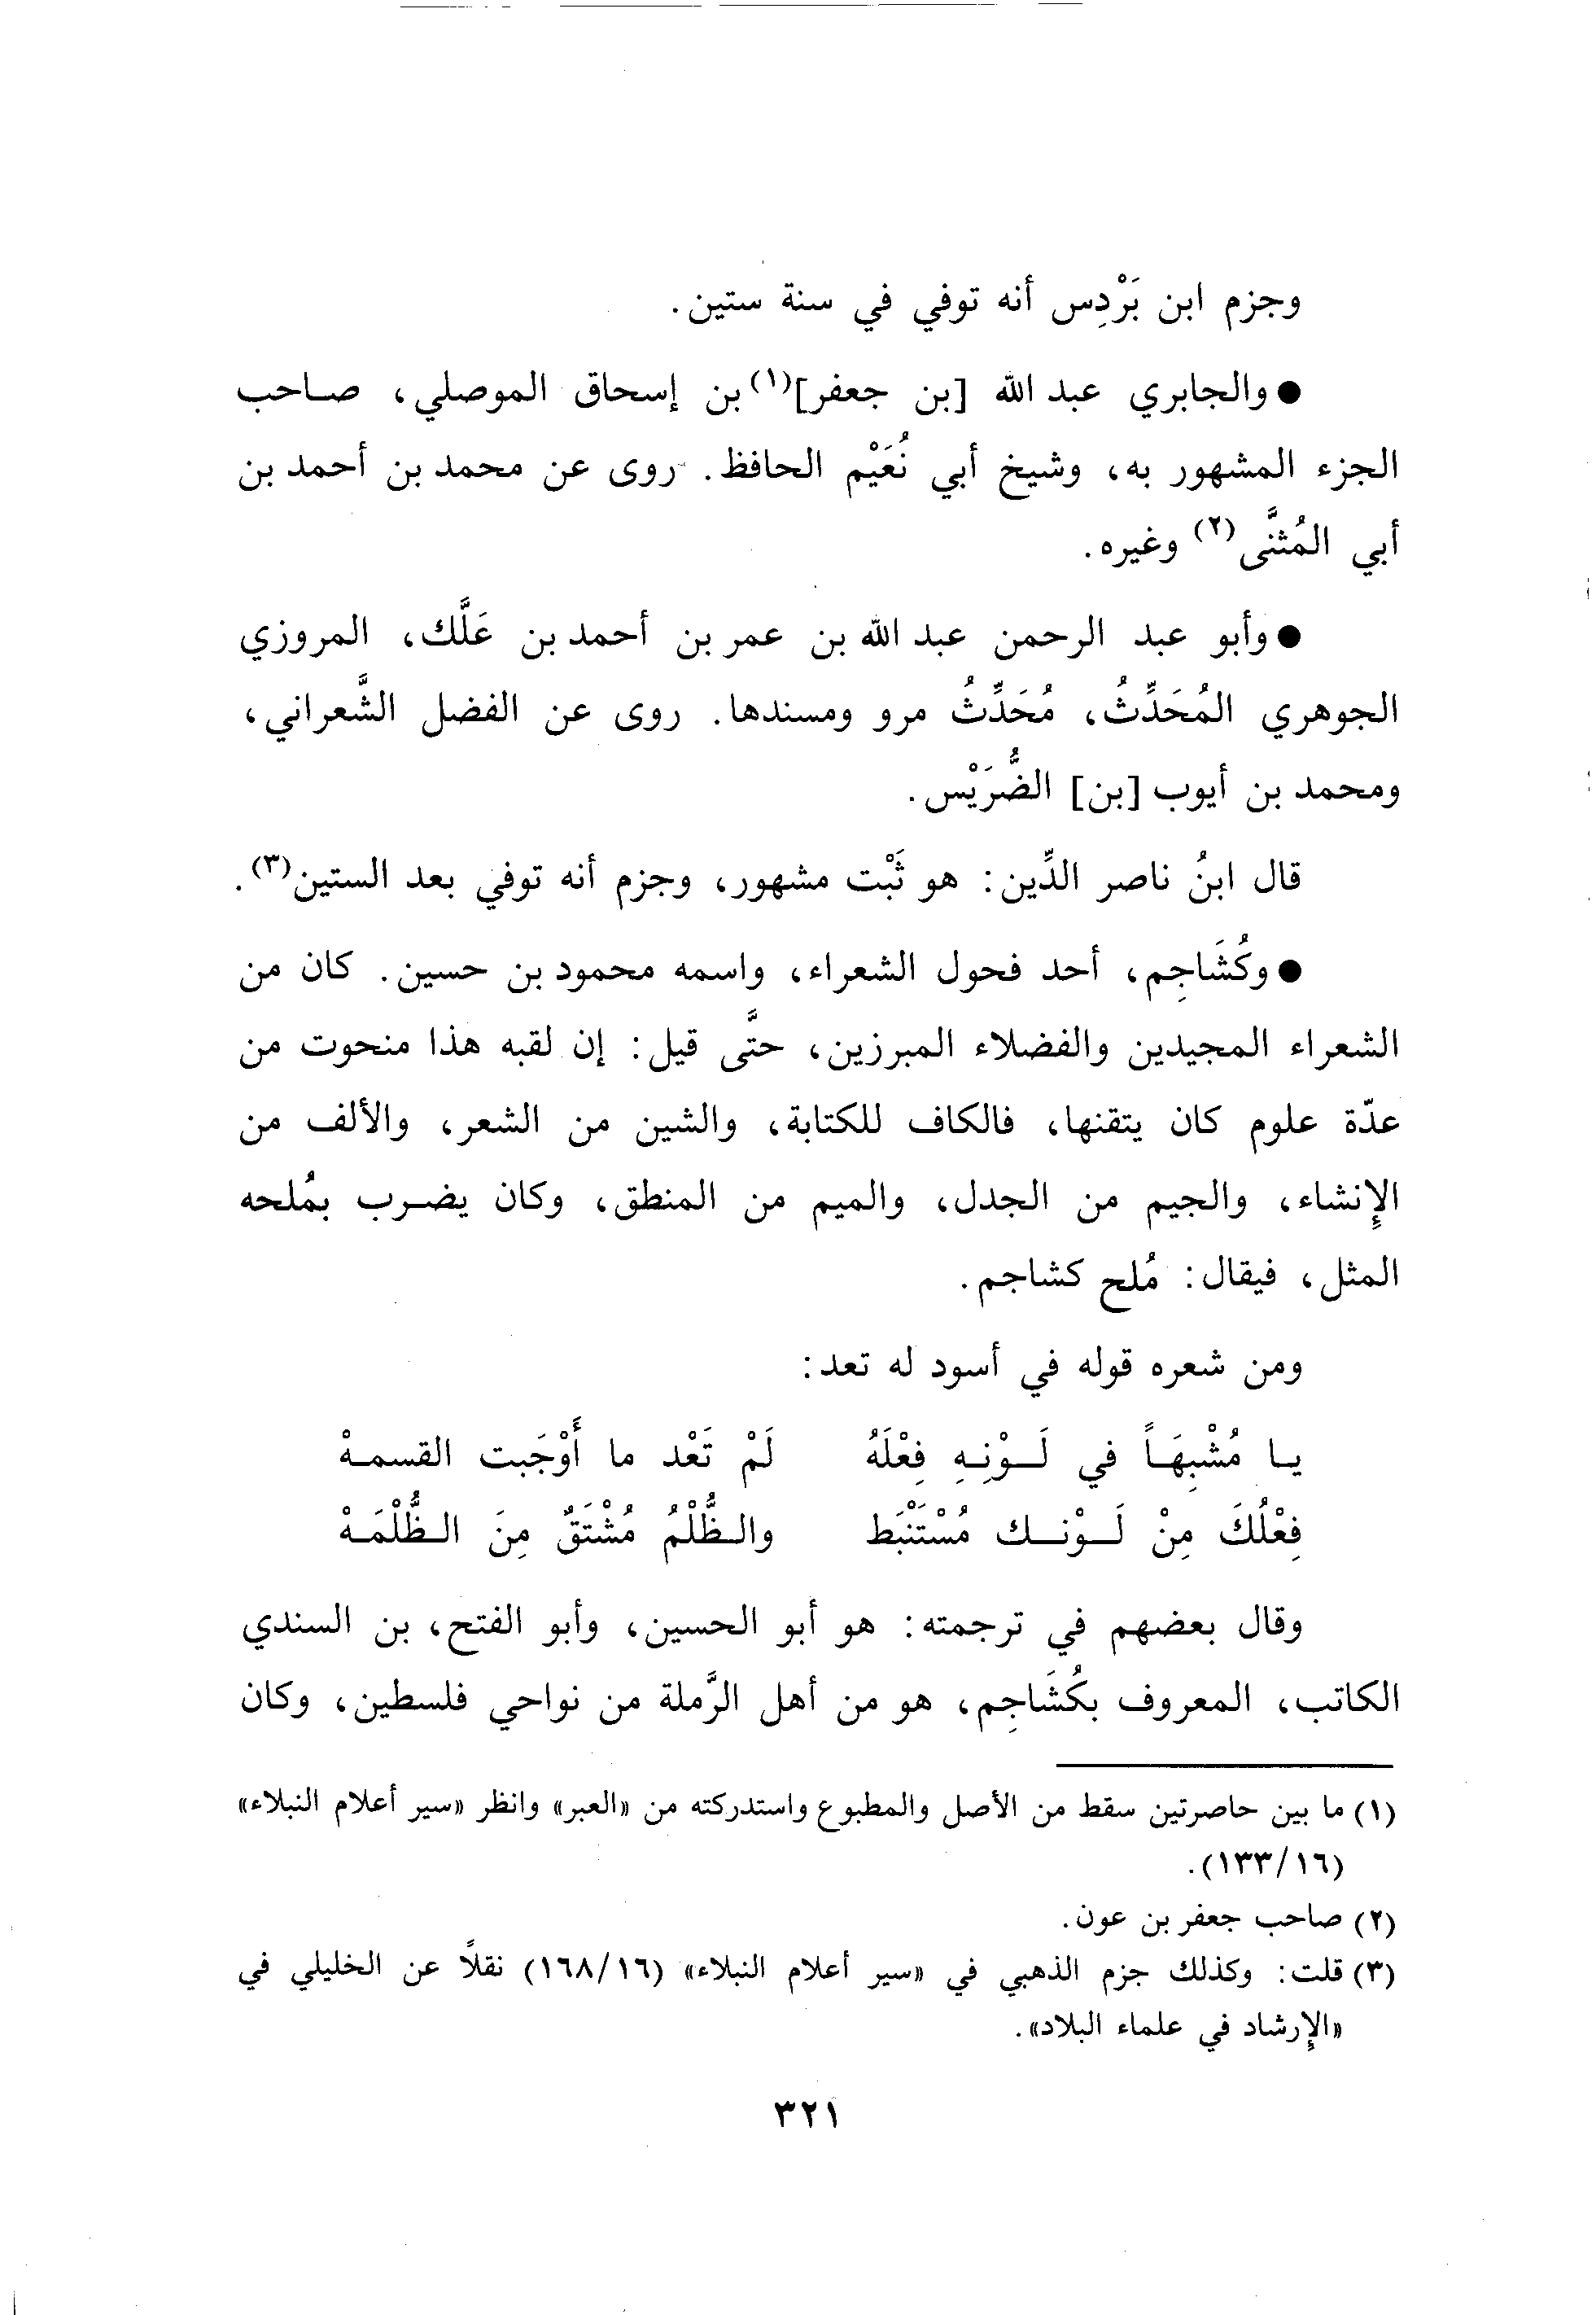 وجزم ابن بَرْدِس أنه توفي في سنة ستين.
● والجابري عبد الله [بن جعفر]⁽١⁾ بن إسحاق الموصلي، صاحب
الجزء المشهور به، وشيخ أبي نُعَيْم الحافظ. روى عن محمد بن أحمد بن
أبي المُثنَّى⁽٢⁾ وغيره.
● وأبو عبد الرحمن عبد الله بن عمر بن أحمد بن عَلَّك، المروزي
الجوهري المُحَدِّثُ، مُحَدِّثُ مرو ومسندها. روى عن الفضل الشَّعراني،
ومحمد بن أيوب [بن] الضُّرَيْس.
قال ابنُ ناصر الدِّين: هو ثَبْت مشهور، وجزم أنه توفي بعد الستين⁽٣⁾.
● وكُشَاجِم، أحد فحول الشعراء، واسمه محمود بن حسين. كان من
الشعراء المجيدين والفضلاء المبرزين، حتَّى قيل: إن لقبه هذا منحوت من
عدّة علوم كان يتقنها، فالكاف للكتابة، والشين من الشعر، والألف من
الإِنشاء، والجيم من الجدل، والميم من المنطق، وكان يضرب بمُلحه
المثل، فيقال: مُلح كشاجم.
ومن شعره قوله في أسود له تعد:
يا مُشْبِهَاً في لَوْنِهِ فِعْلَهُ لَمْ تَعْد ما أَوْجَبت القسمهْ
فِعْلُكَ مِنْ لَوْنك مُسْتَنْبَط والظُّلْمُ مُشْتَقٌ مِنَ الظُّلْمَهْ
وقال بعضهم في ترجمته: هو أبو الحسين، وأبو الفتح، بن السندي
الكاتب، المعروف بكُشَاجِم، هو من أهل الرَّملة من نواحي فلسطين، وكان
(١) ما بين حاصرتين سقط من الأصل والمطبوع واستدركته من «العبر» وانظر «سير أعلام النبلاء»
(١٦/١٣٣).
(٢) صاحب جعفر بن عون.
(٣) قلت: وكذلك جزم الذهبي في «سير أعلام النبلاء» (١٦/١٦٨) نقلاً عن الخليلي في
«الإِرشاد في علماء البلاد».
٣٢١